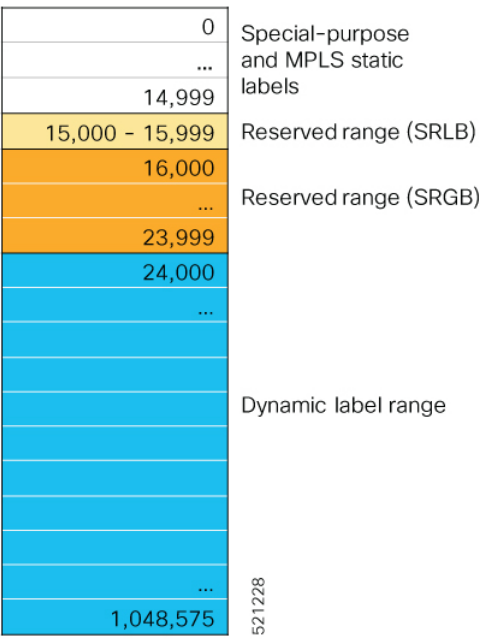 0
Special-purpose
and MPLS static
labels
...
14,999
15,000 - 15,999
Reserved range (SRLB)
16,000
...
Reserved range (SRGB)
23,999
24,000
...
Dynamic label range
...
1,048,575
521228